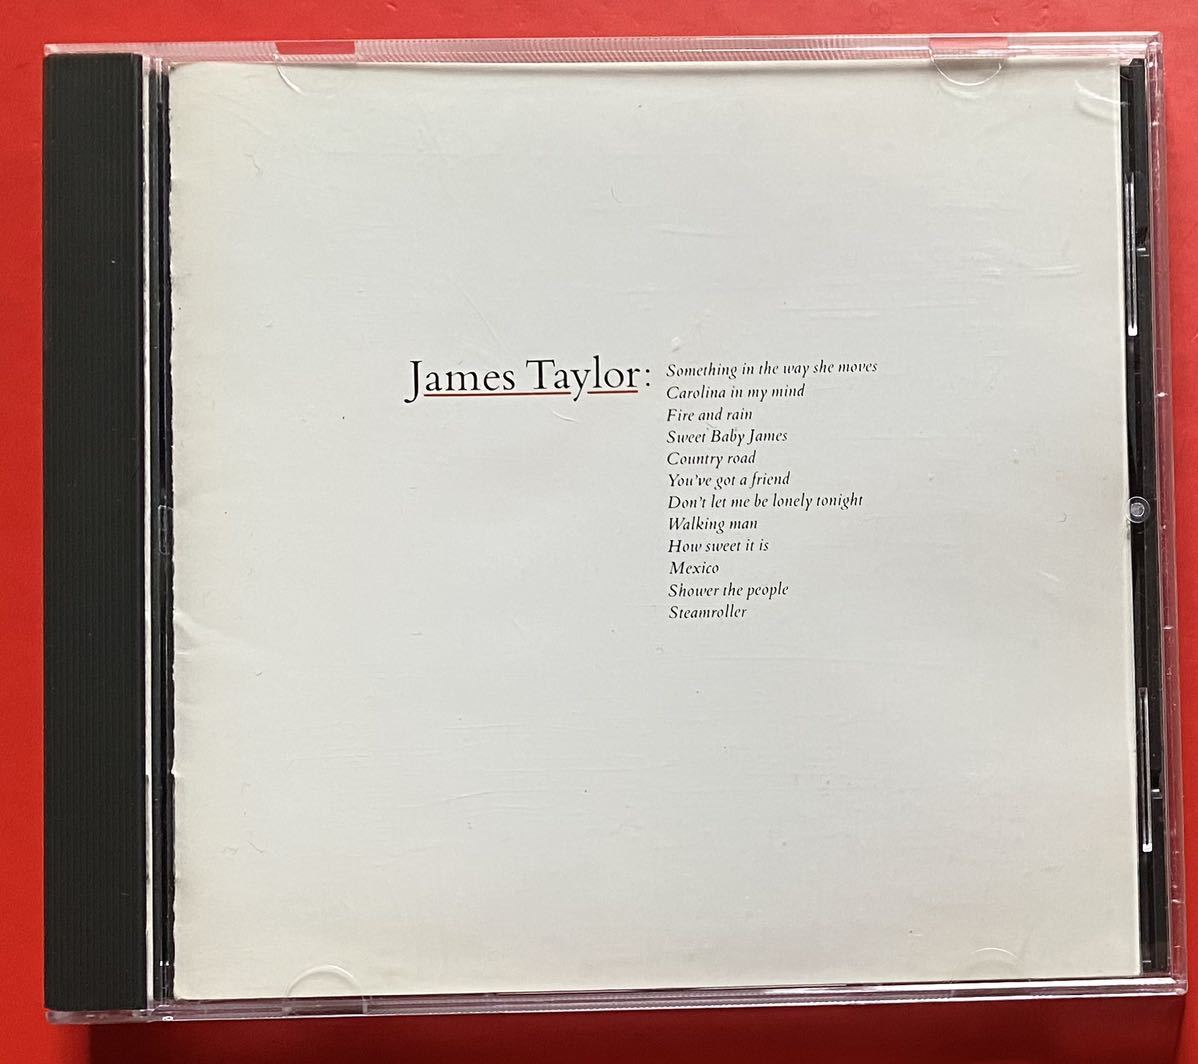 James Taylor:
Something in the way she moves
Carolina in my mind
Fire and rain
Sweet Baby James
Country road
You've got a friend
Don't let me be lonely tonight
Walking man
How sweet it is
Mexico
Shower the people
Steamroller